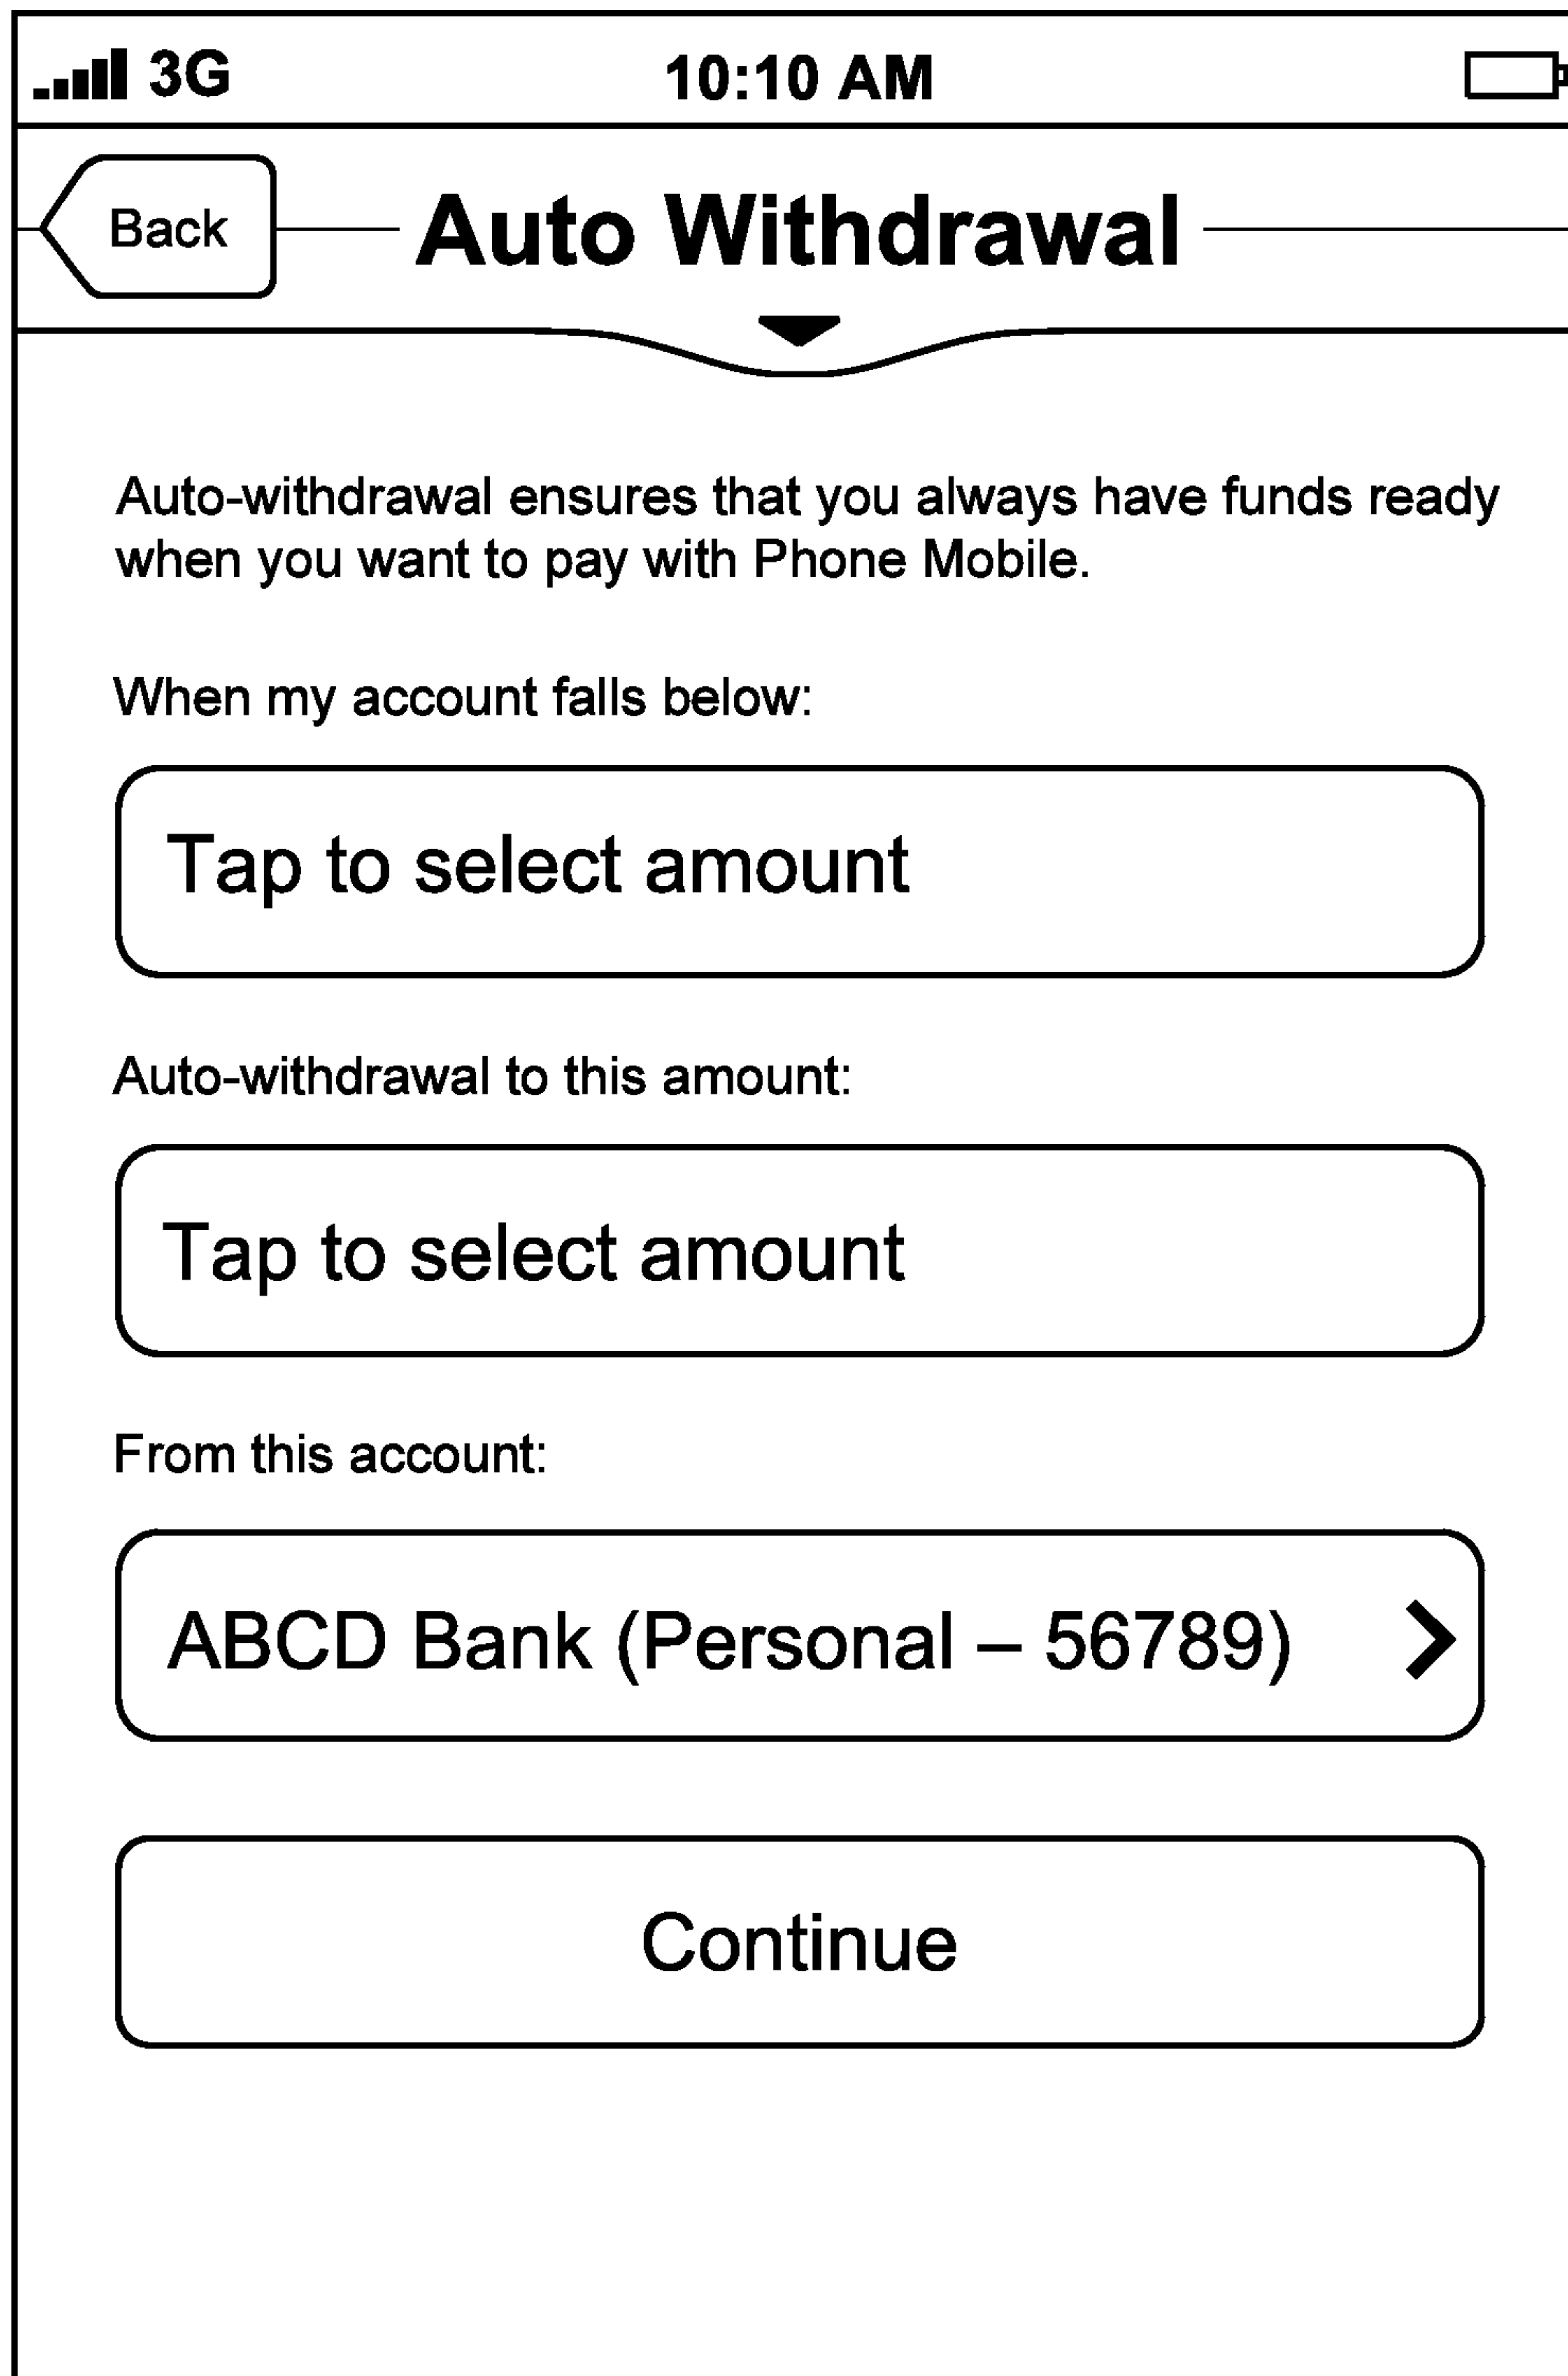 3G 10:10 AM
Back Auto Withdrawal
Auto-withdrawal ensures that you always have funds ready
when you want to pay with Phone Mobile.
When my account falls below:
Tap to select amount
Auto-withdrawal to this amount:
Tap to select amount
From this account:
ABCD Bank (Personal – 56789)
Continue